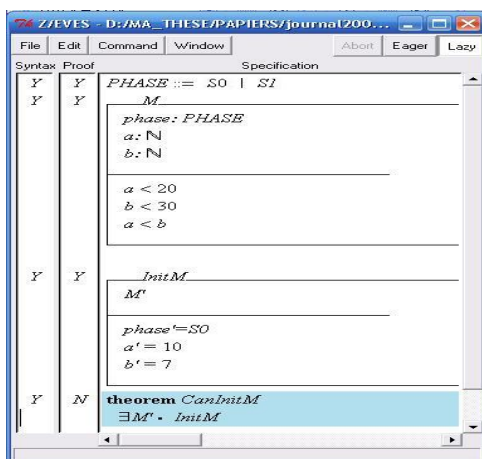 Z/EVES - D:/MA_THESE/PAPIERS/journal200...
File Edit Command Window Abort Eager Lazy
Syntax Proof Specification
Y Y PHASE ::= S0 | S1
Y Y M
phase: PHASE
a: ℕ
b: ℕ
a < 20
b < 30
a < b
Y Y InitM
M'
phase'=S0
a' = 10
b' = 7
Y N theorem CanInitM
∃M' • InitM